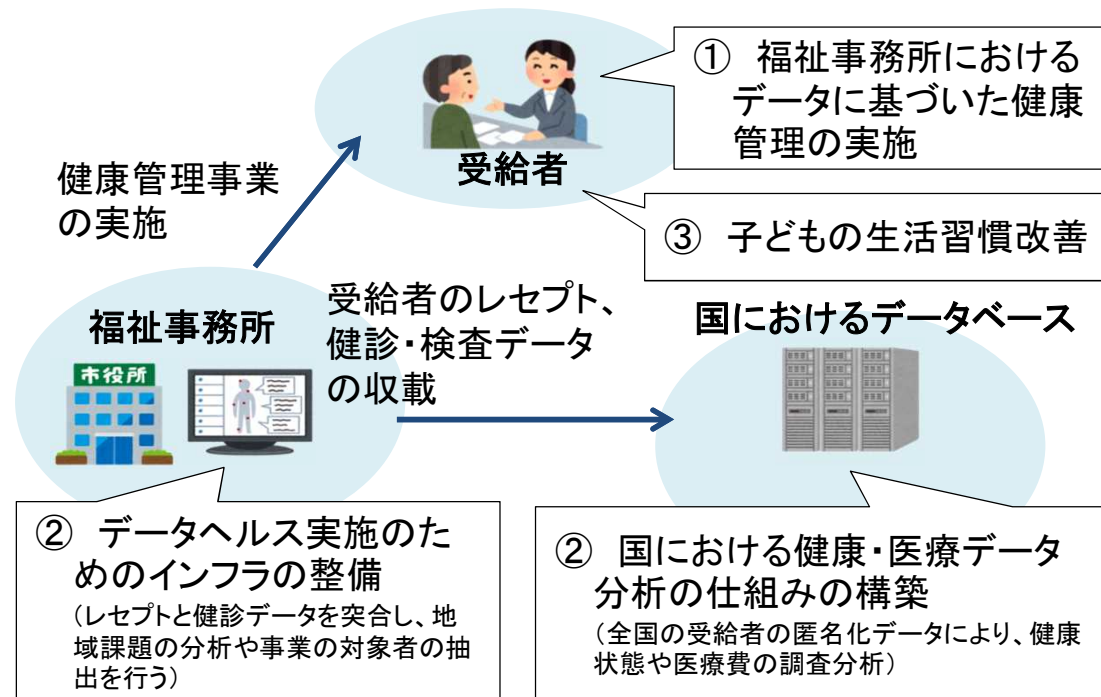 ① 福祉事務所における
データに基づいた健康
管理の実施
受給者
健康管理事業
の実施
③ 子どもの生活習慣改善
受給者のレセプト、
健診・検査データ
の収載
福祉事務所
市役所
国におけるデータベース
② データヘルス実施のた
めのインフラの整備
（レセプトと健診データを突合し、地
域課題の分析や事業の対象者の抽
出を行う）
② 国における健康・医療データ
分析の仕組みの構築
（全国の受給者の匿名化データにより、健康
状態や医療費の調査分析）